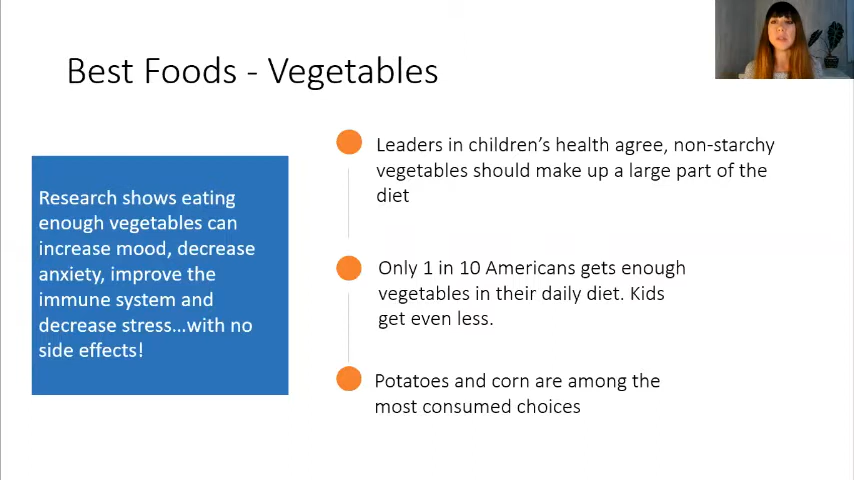 Best Foods - Vegetables
Research shows eating
enough vegetables can
increase mood, decrease
anxiety, improve the
immune system and
decrease stress…with no
side effects!
Leaders in children’s health agree, non-starchy
vegetables should make up a large part of the
diet
Only 1 in 10 Americans gets enough
vegetables in their daily diet. Kids
get even less.
Potatoes and corn are among the
most consumed choices